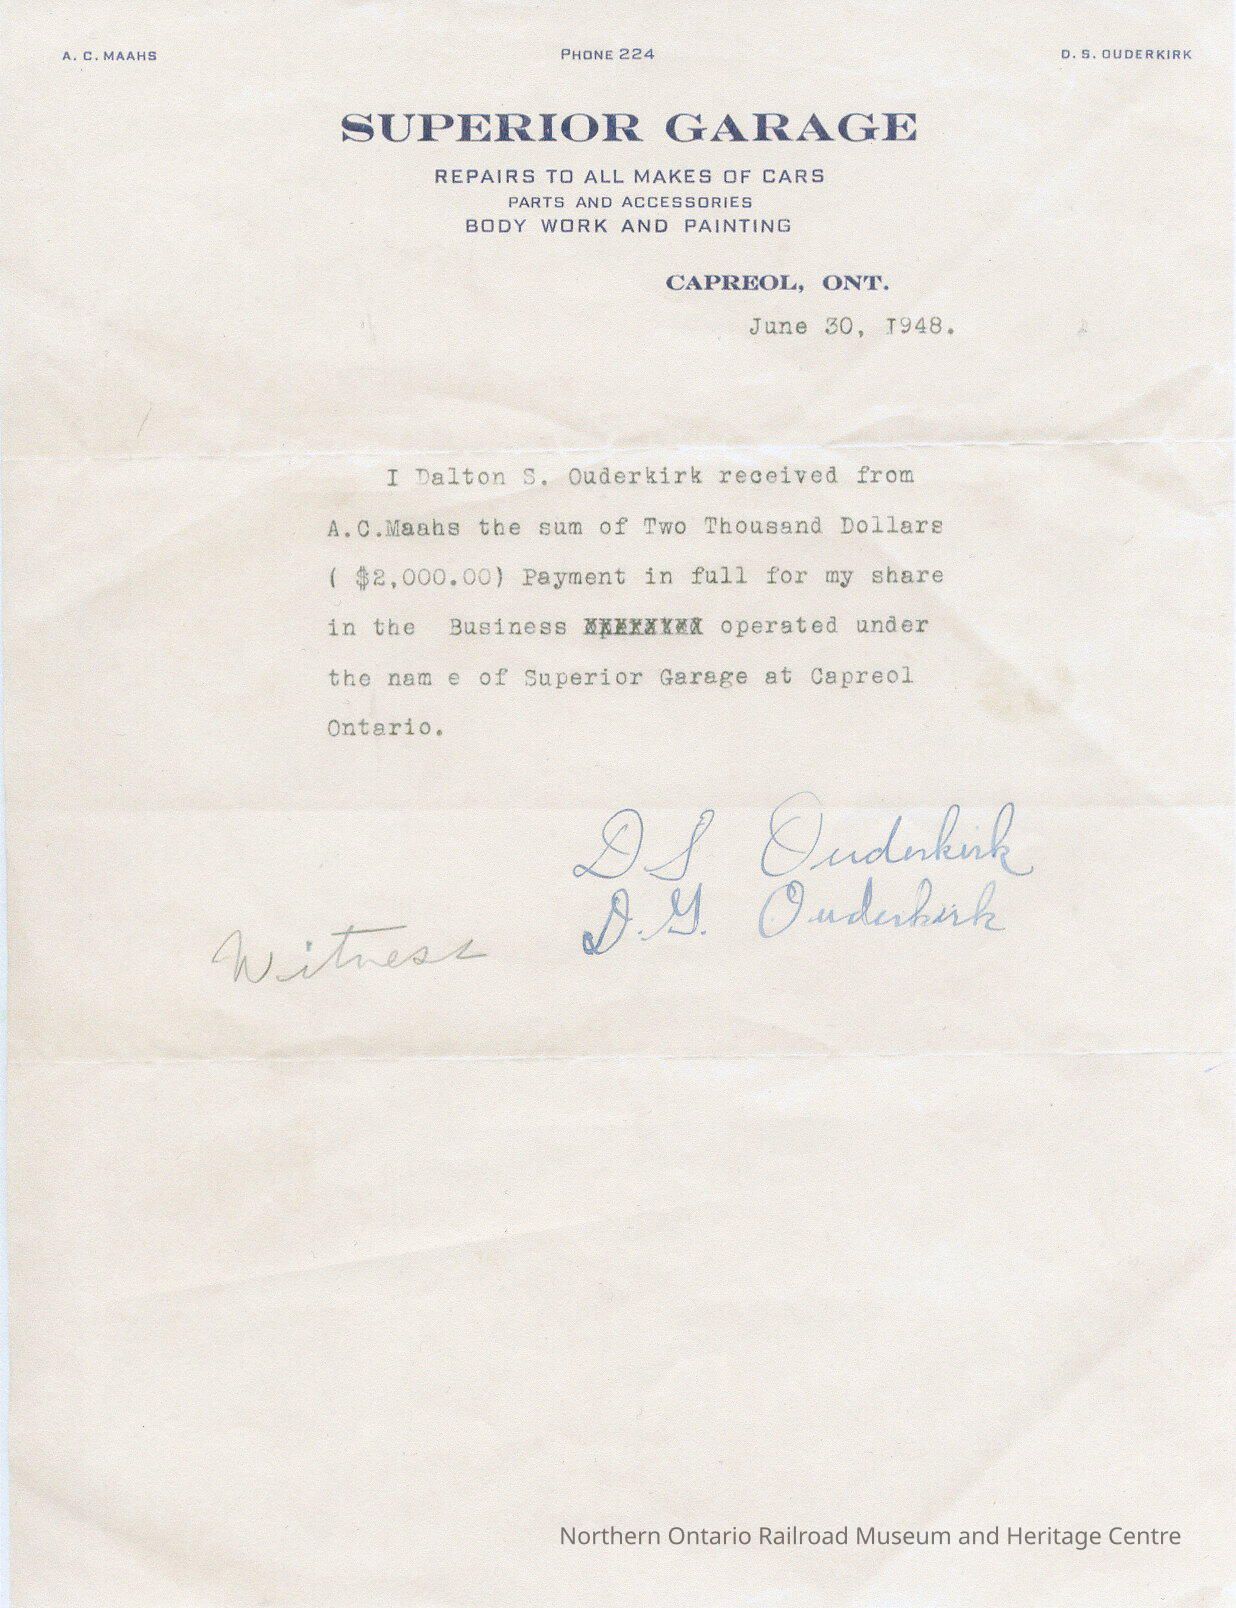 A. C. MAAHS PHONE 224 D. S. OUDERKIRK
SUPERIOR GARAGE
REPAIRS TO ALL MAKES OF CARS
PARTS AND ACCESSORIES
BODY WORK AND PAINTING
CAPREOL, ONT.
June 30, 1948.
I Dalton S. Ouderkirk received from
A.C.Maahs the sum of Two Thousand Dollars
( $2,000.00) Payment in full for my share
in the Business operated under
the nam e of Superior Garage at Capreol
Ontario.
D S Ouderkirk
D. G. Ouderkirk
Witness
Northern Ontario Railroad Museum and Heritage Centre